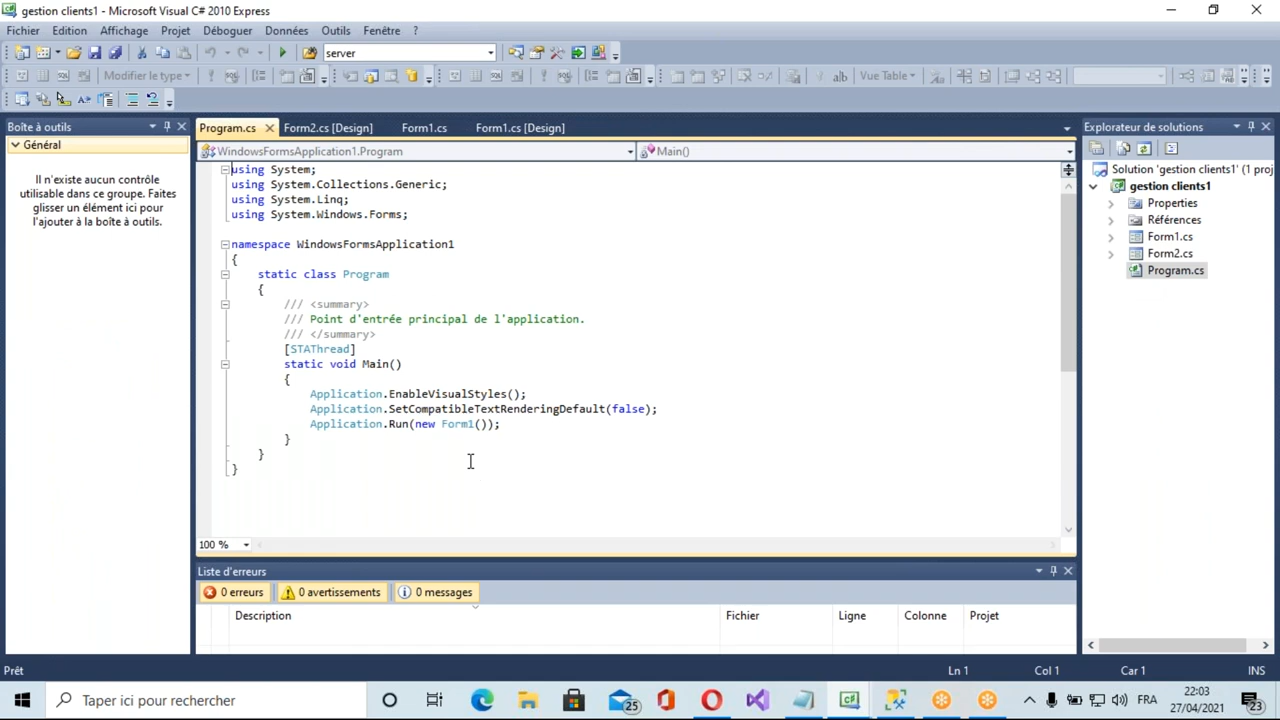 gestion clients1 - Microsoft Visual C# 2010 Express
Fichier Edition Affichage Projet Déboguer Outils Données Fenêtre ?
server
Modifier le type
Vue Table
Boîte à outils
Général
Il n'existe aucun contrôle
utilisable dans ce groupe. Faites
glisser un élément ici pour
l'ajouter à la boîte à outils.
Program.cs Form2.cs [Design] Form1.cs Form1.cs [Design]
WindowsFormsApplication1.Program Main()
using System;
using System.Collections.Generic;
using System.Linq;
using System.Windows.Forms;
namespace WindowsFormsApplication1
{
static class Program
{
/// <summary>
/// Point d'entrée principal de l'application.
/// </summary>
[STAThread]
static void Main()
{
Application.EnableVisualStyles();
Application.SetCompatibleTextRenderingDefault(false);
Application.Run(new Form1());
}
}
}
100 %
Liste d'erreurs
0 erreurs 0 avertissements 0 messages
Description Fichier Ligne Colonne Projet
Explorateur de solutions
Solution 'gestion clients1' (1 proj
gestion clients1
Properties
Références
Form1.cs
Form2.cs
Program.cs
Prêt Ln 1 Col 1 Car 1 INS
Taper ici pour rechercher
25
FRA
22:03
27/04/2021
23